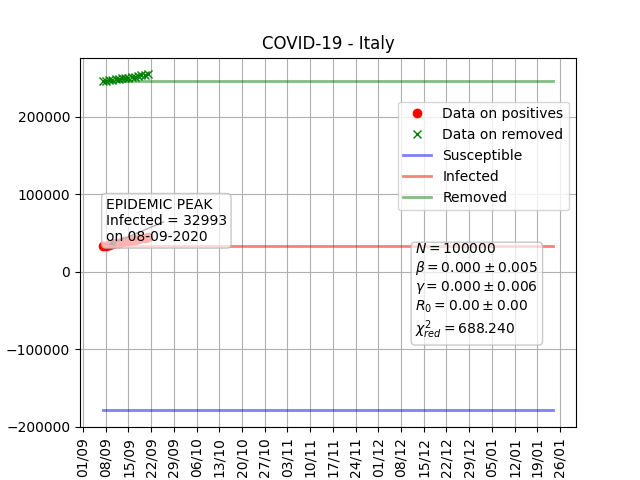 COVID-19 - Italy
200000
100000
0
−100000
−200000
Data on positives
Data on removed
Susceptible
Infected
Removed
EPIDEMIC PEAK
Infected = 32993
on 08-09-2020
N = 100000
β = 0.000 ± 0.005
γ = 0.000 ± 0.006
R₀ = 0.00 ± 0.00
χ²red = 688.240
01/09
08/09
15/09
22/09
29/09
06/10
13/10
20/10
27/10
03/11
10/11
17/11
24/11
01/12
08/12
15/12
22/12
29/12
05/01
12/01
19/01
26/01